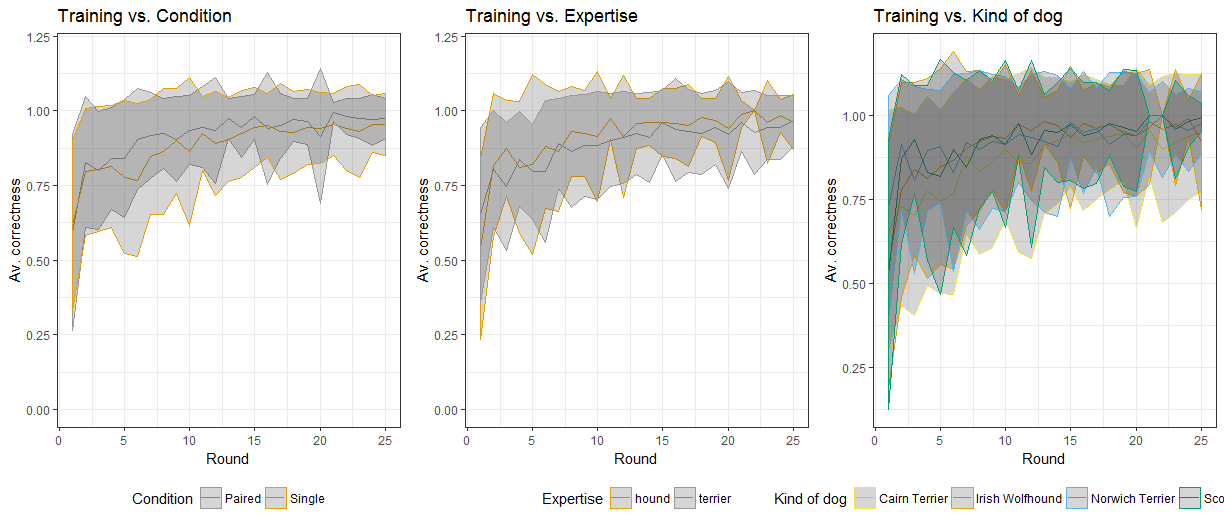 Training vs. Condition
1.25
1.00
0.75
0.50
0.25
0.00
Av. correctness
0 5 10 15 20 25
Round
Condition Paired Single
Training vs. Expertise
1.25
1.00
0.75
0.50
0.25
0.00
Av. correctness
0 5 10 15 20 25
Round
Expertise hound terrier
Training vs. Kind of dog
1.00
0.75
0.50
0.25
Av. correctness
0 5 10 15 20 25
Round
Kind of dog Cairn Terrier Irish Wolfhound Norwich Terrier Sco